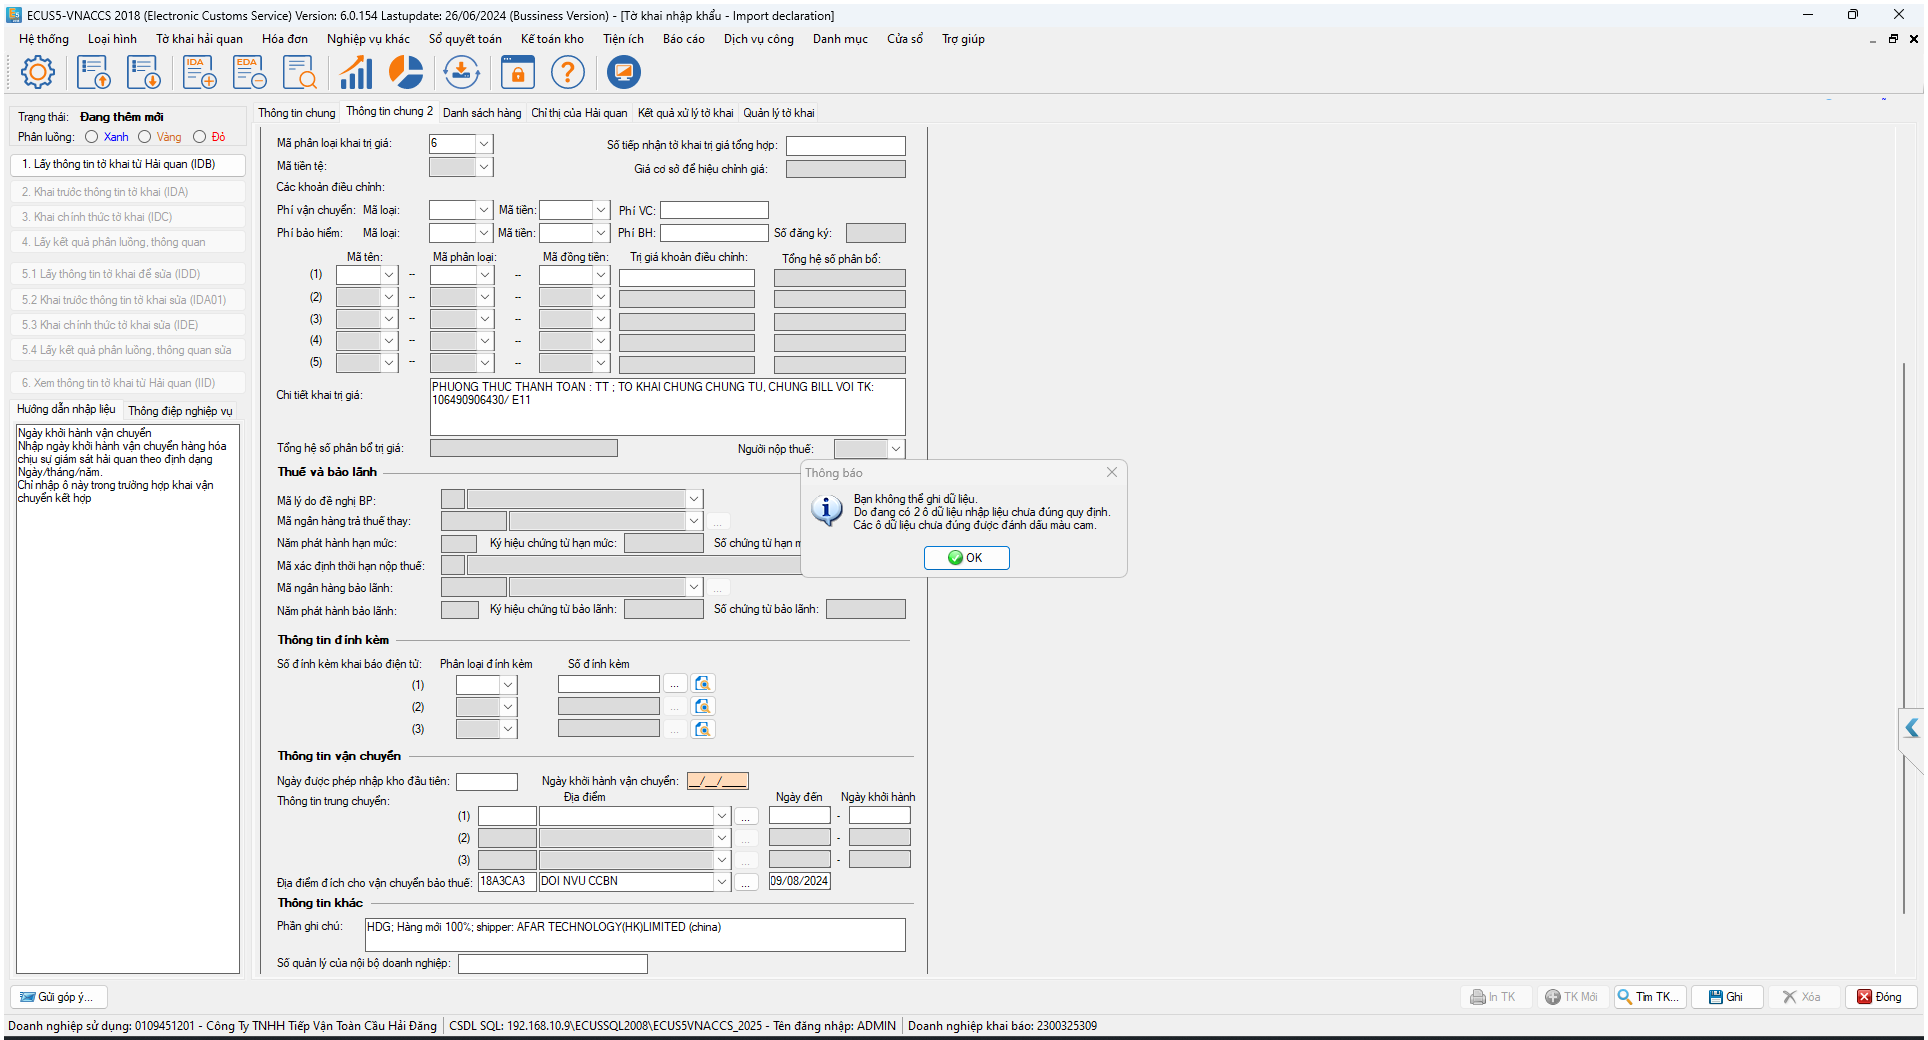 ECUS5-VNACCS 2018 (Electronic Customs Service) Version: 6.0.154 Lastupdate: 26/06/2024 (Bussiness Version) - [Tờ khai nhập khẩu - Import declaration]
Hệ thống Loại hình Tờ khai hải quan Hóa đơn Nghiệp vụ khác Sổ quyết toán Kế toán kho Tiện ích Báo cáo Dịch vụ công Danh mục Cửa sổ Trợ giúp
IDA EDA
Trạng thái: Đang thêm mới
Phân luồng: Xanh Vàng Đỏ
1. Lấy thông tin tờ khai từ Hải quan (IDB)
2. Khai trước thông tin tờ khai (IDA)
3. Khai chính thức tờ khai (IDC)
4. Lấy kết quả phân luồng, thông quan
5.1 Lấy thông tin tờ khai để sửa (IDD)
5.2 Khai trước thông tin tờ khai sửa (IDA01)
5.3 Khai chính thức tờ khai sửa (IDE)
5.4 Lấy kết quả phân luồng, thông quan sửa
6. Xem thông tin tờ khai từ Hải quan (IID)
Hướng dẫn nhập liệu Thông điệp nghiệp vụ
Ngày khởi hành vận chuyển
Nhập ngày khởi hành vận chuyển hàng hóa
chịu sự giám sát hải quan theo định dạng
Ngày/tháng/năm.
Chỉ nhập ô này trong trường hợp khai vận
chuyển kết hợp
Thông tin chung Thông tin chung 2 Danh sách hàng Chỉ thị của Hải quan Kết quả xử lý tờ khai Quản lý tờ khai
Mã phân loại khai trị giá: 6 Số tiếp nhận tờ khai trị giá tổng hợp:
Mã tiền tệ: Giá cơ sở để hiệu chỉnh giá:
Các khoản điều chỉnh:
Phí vận chuyển: Mã loại: Mã tiền: Phí VC:
Phí bảo hiểm: Mã loại: Mã tiền: Phí BH: Số đăng ký:
Mã tên: Mã phân loại: Mã đồng tiền: Trị giá khoản điều chỉnh: Tổng hệ số phân bổ:
(1) -- --
(2) -- --
(3) -- --
(4) -- --
(5) -- --
Chi tiết khai trị giá: PHUONG THUC THANH TOAN : TT ; TO KHAI CHUNG CHUNG TU, CHUNG BILL VOI TK:
106490906430/ E11
Tổng hệ số phân bổ trị giá: Người nộp thuế:
Thuế và bảo lãnh
Mã lý do đề nghị BP:
Mã ngân hàng trả thuế thay: ...
Năm phát hành hạn mức: Ký hiệu chứng từ hạn mức: Số chứng từ hạn m
Mã xác định thời hạn nộp thuế:
Mã ngân hàng bảo lãnh: ...
Năm phát hành bảo lãnh: Ký hiệu chứng từ bảo lãnh: Số chứng từ bảo lãnh:
Thông báo
Bạn không thể ghi dữ liệu.
Do đang có 2 ô dữ liệu nhập liệu chưa đúng quy định.
Các ô dữ liệu chưa đúng được đánh dấu màu cam.
OK
Thông tin đính kèm
Số đính kèm khai báo điện tử: Phân loại đính kèm Số đính kèm
(1) ...
(2) ...
(3) ...
Thông tin vận chuyển
Ngày được phép nhập kho đầu tiên: Ngày khởi hành vận chuyển: __/__/____
Thông tin trung chuyển: Địa điểm Ngày đến Ngày khởi hành
(1) ... -
(2) ... -
(3) ... -
Địa điểm đích cho vận chuyển bảo thuế: 18A3CA3 DOI NVU CCBN ... 09/08/2024
Thông tin khác
Phần ghi chú: HDG; Hàng mới 100%; shipper: AFAR TECHNOLOGY(HK)LIMITED (china)
Số quản lý của nội bộ doanh nghiệp:
Gửi góp ý... In TK TK Mới Tìm TK... Ghi Xóa Đóng
Doanh nghiệp sử dụng: 0109451201 - Công Ty TNHH Tiếp Vận Toàn Cầu Hải Đăng CSDL SQL: 192.168.10.9\ECUSSQL2008\ECUS5VNACCS_2025 - Tên đăng nhập: ADMIN Doanh nghiệp khai báo: 2300325309